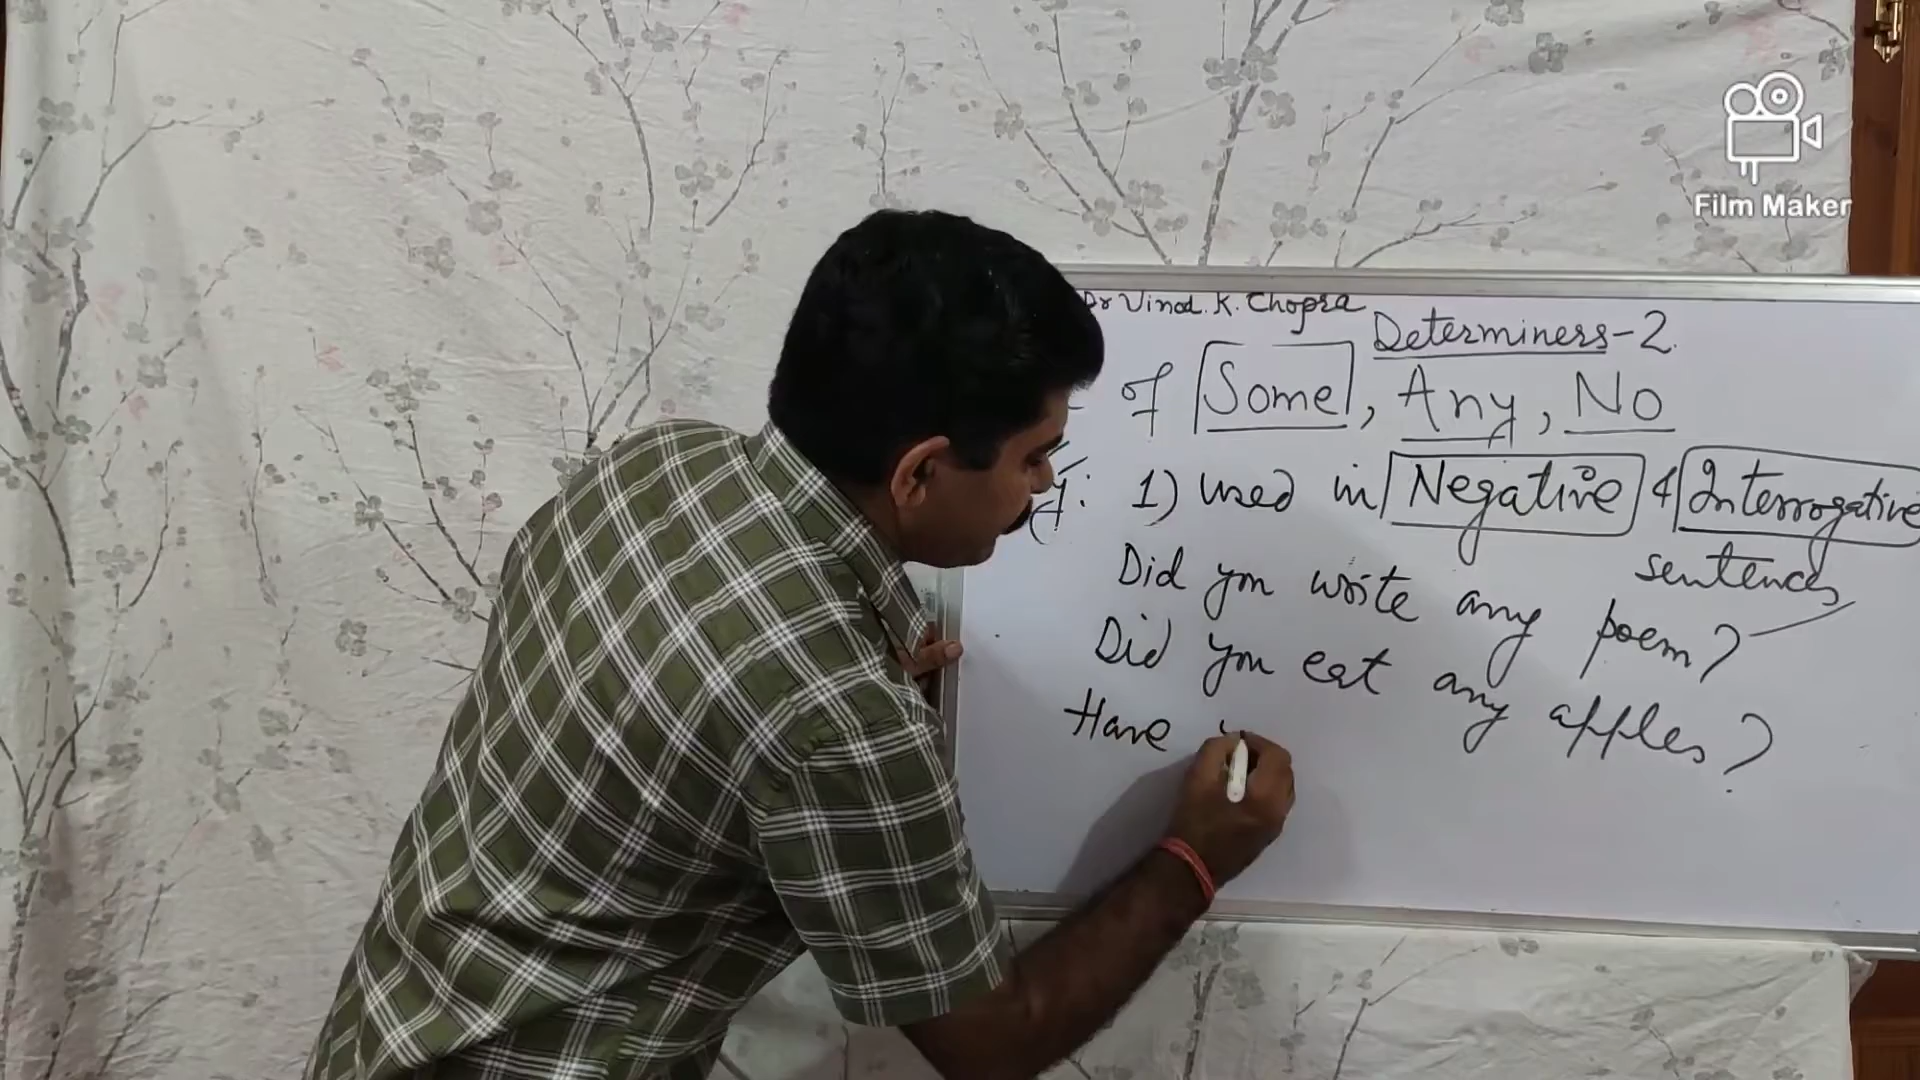 Film Maker
Dr Vinod. K. Chopra
Determiners-2.
of Some, Any, No
1) used in Negative & Interrogative
sentences
Did you write any poem?
Did you eat any apples?
Have